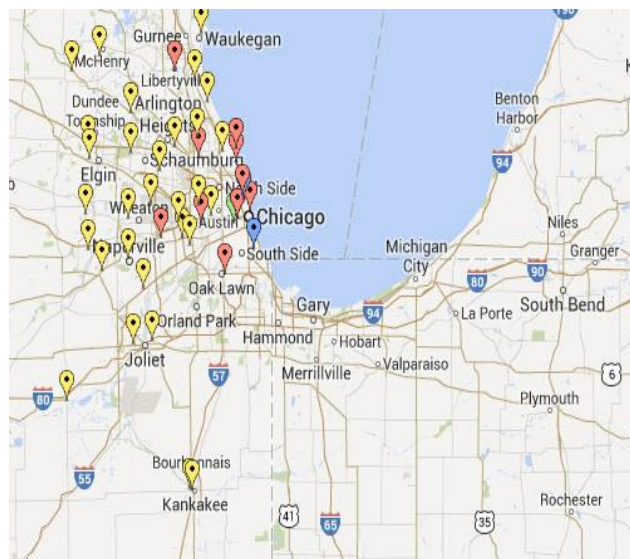 196
Gurnee
Waukegan
McHenry
Libertyville
Dundee
Township
Arlington
Heights
Benton
Harbor
Schaumburg
94
Elgin
North Side
Wheaton
Austin
Chicago
Niles
Naperville
South Side
Michigan
City
Granger
80
90
Oak Lawn
South Bend
Gary
94
La Porte
Orland Park
Hammond
Hobart
Joliet
Merrillville
Valparaiso
57
6
80
Plymouth
Bourbonnais
55
Kankakee
Rochester
41
65
35